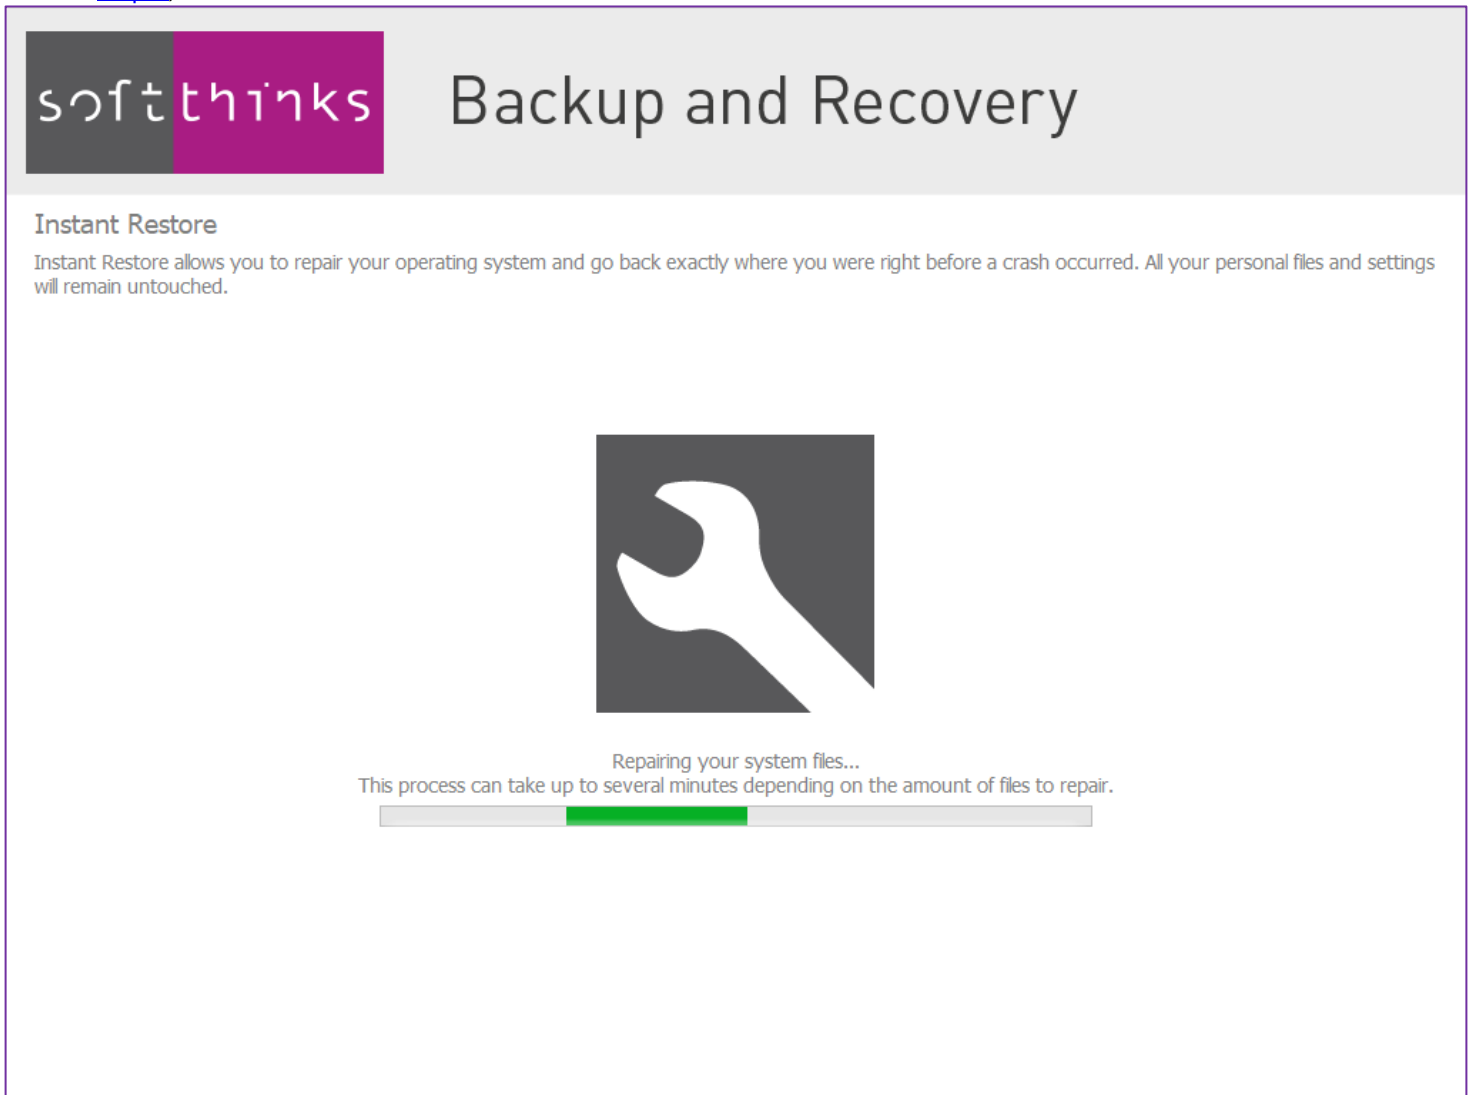 softthinks
Backup and Recovery
Instant Restore
Instant Restore allows you to repair your operating system and go back exactly where you were right before a crash occurred. All your personal files and settings
will remain untouched.
Repairing your system files...
This process can take up to several minutes depending on the amount of files to repair.